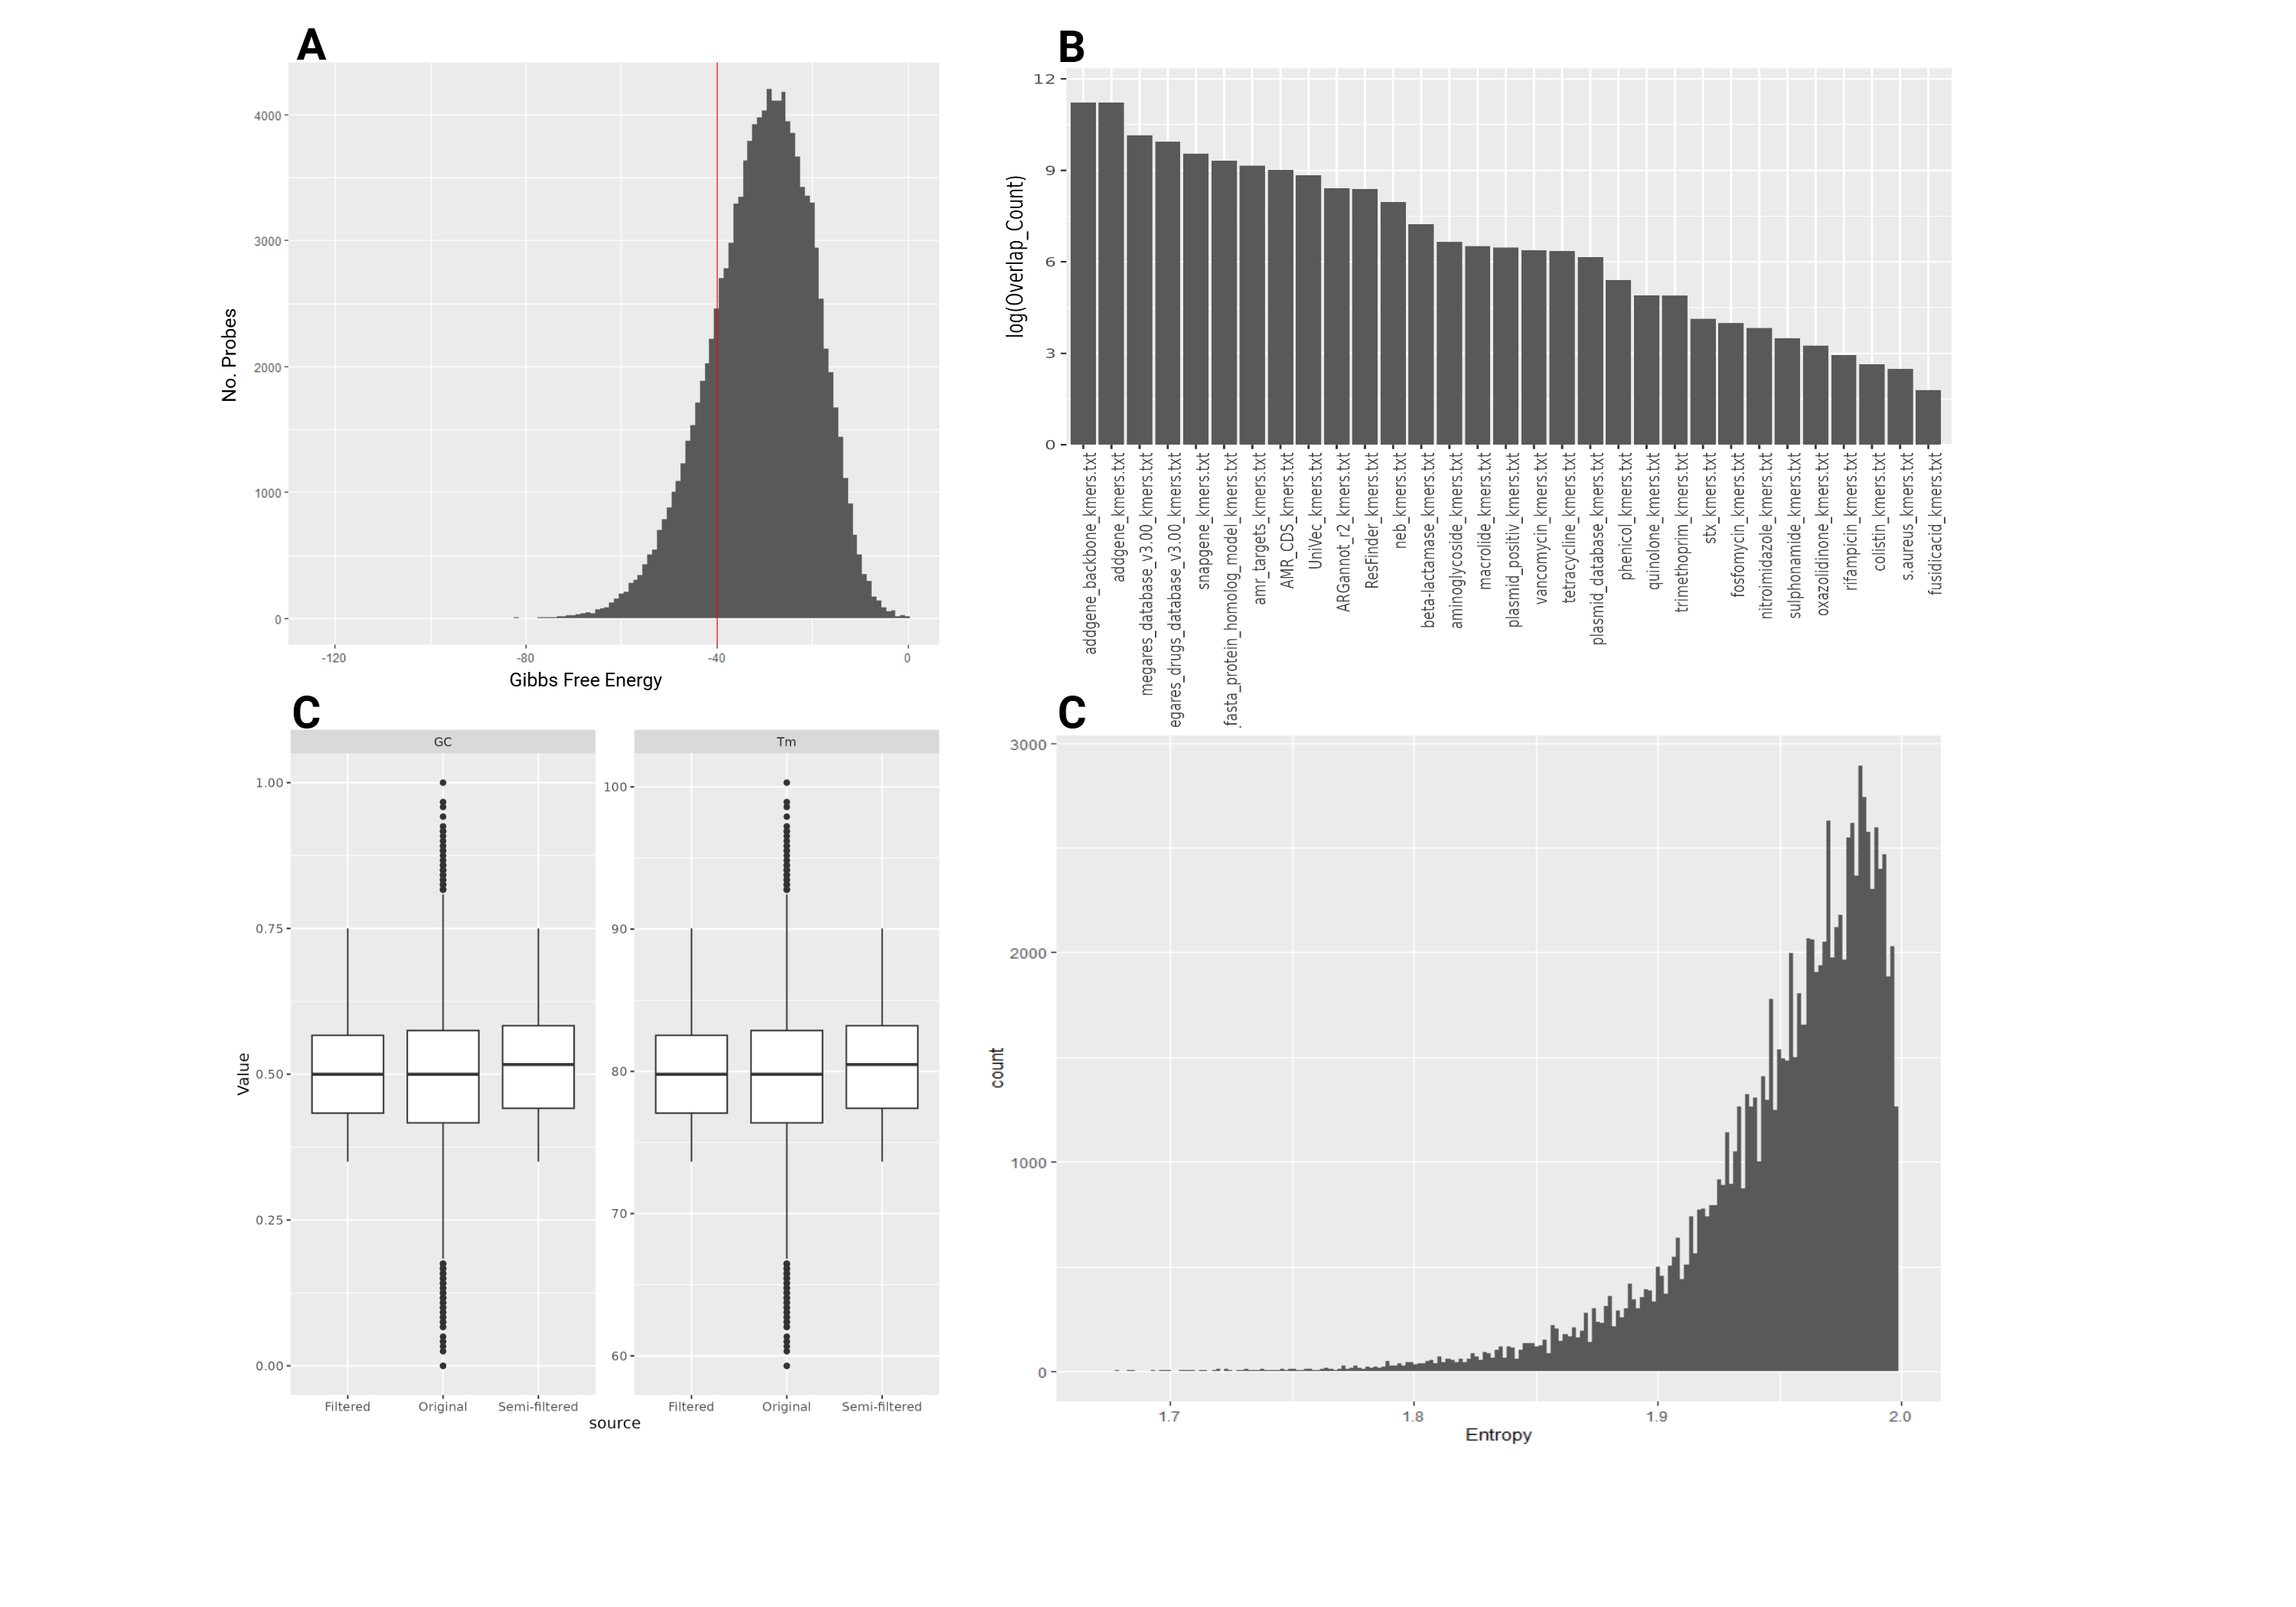 A
4000
3000
2000
1000
0
No. Probes
-120
-80
-40
0
Gibbs Free Energy
B
12
9
6
3
0
log(Overlap_Count)
addgene_backbone_kmers.txt
addgene_kmers.txt
megares_database_v3.00_kmers.txt
egares_drugs_database_v3.00_kmers.txt
snapgene_kmers.txt
fasta_protein_homolog_model_kmers.txt
amr_targets_kmers.txt
AMR_CDS_kmers.txt
UniVec_kmers.txt
ARGannot_r2_kmers.txt
ResFinder_kmers.txt
neb_kmers.txt
beta-lactamase_kmers.txt
aminoglycoside_kmers.txt
macrolide_kmers.txt
plasmid_positiv_kmers.txt
vancomycin_kmers.txt
tetracycline_kmers.txt
plasmid_database_kmers.txt
phenicol_kmers.txt
quinolone_kmers.txt
trimethoprim_kmers.txt
stx_kmers.txt
fosfomycin_kmers.txt
nitroimidazole_kmers.txt
sulphonamide_kmers.txt
oxazolidinone_kmers.txt
rifampicin_kmers.txt
colistin_kmers.txt
s.aureus_kmers.txt
fusidicacid_kmers.txt
C
GC
Tm
1.00
0.75
0.50
0.25
0.00
Value
100
90
80
70
60
Filtered
Original
Semi-filtered
Filtered
Original
Semi-filtered
source
C
3000
2000
1000
0
count
1.7
1.8
1.9
2.0
Entropy